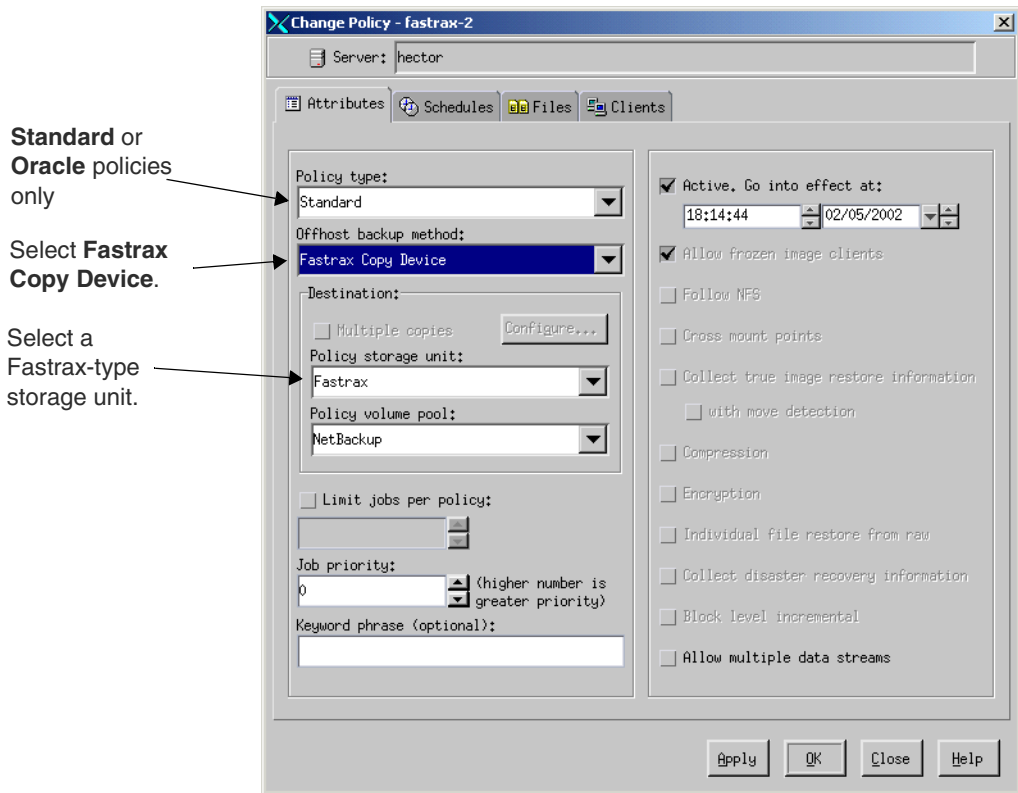 Change Policy - fastrax-2
Server: hector
Attributes
Schedules
Files
Clients
Standard or
Oracle policies
only
Select Fastrax
Copy Device.
Select a
Fastrax-type
storage unit.
Policy type:
Standard
Offhost backup method:
Fastrax Copy Device
Destination:
Multiple copies
Configure...
Policy storage unit:
Fastrax
Policy volume pool:
NetBackup
Limit jobs per policy:
Job priority:
0
(higher number is
greater priority)
Keyword phrase (optional):
Active. Go into effect at:
18:14:44
02/05/2002
Allow frozen image clients
Follow NFS
Cross mount points
Collect true image restore information
with move detection
Compression
Encryption
Individual file restore from raw
Collect disaster recovery information
Block level incremental
Allow multiple data streams
Apply
OK
Close
Help